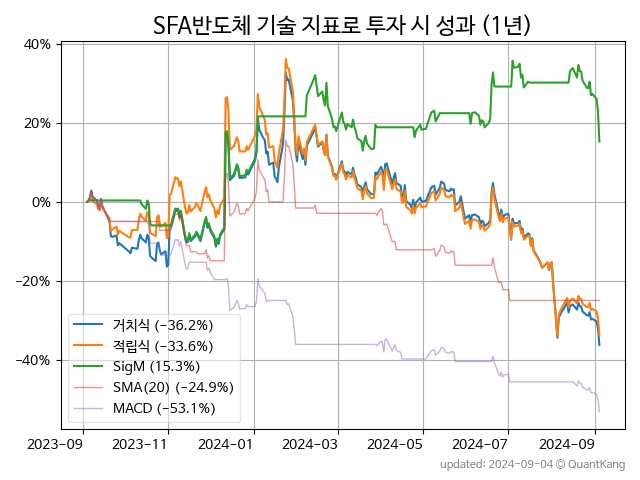 SFA반도체 기술 지표로 투자 시 성과 (1년)
40%
20%
0%
−20%
−40%
거치식 (−36.2%)
적립식 (−33.6%)
SigM (15.3%)
SMA(20) (−24.9%)
MACD (−53.1%)
2023-09 2023-11 2024-01 2024-03 2024-05 2024-07 2024-09
updated: 2024-09-04 © QuantKang